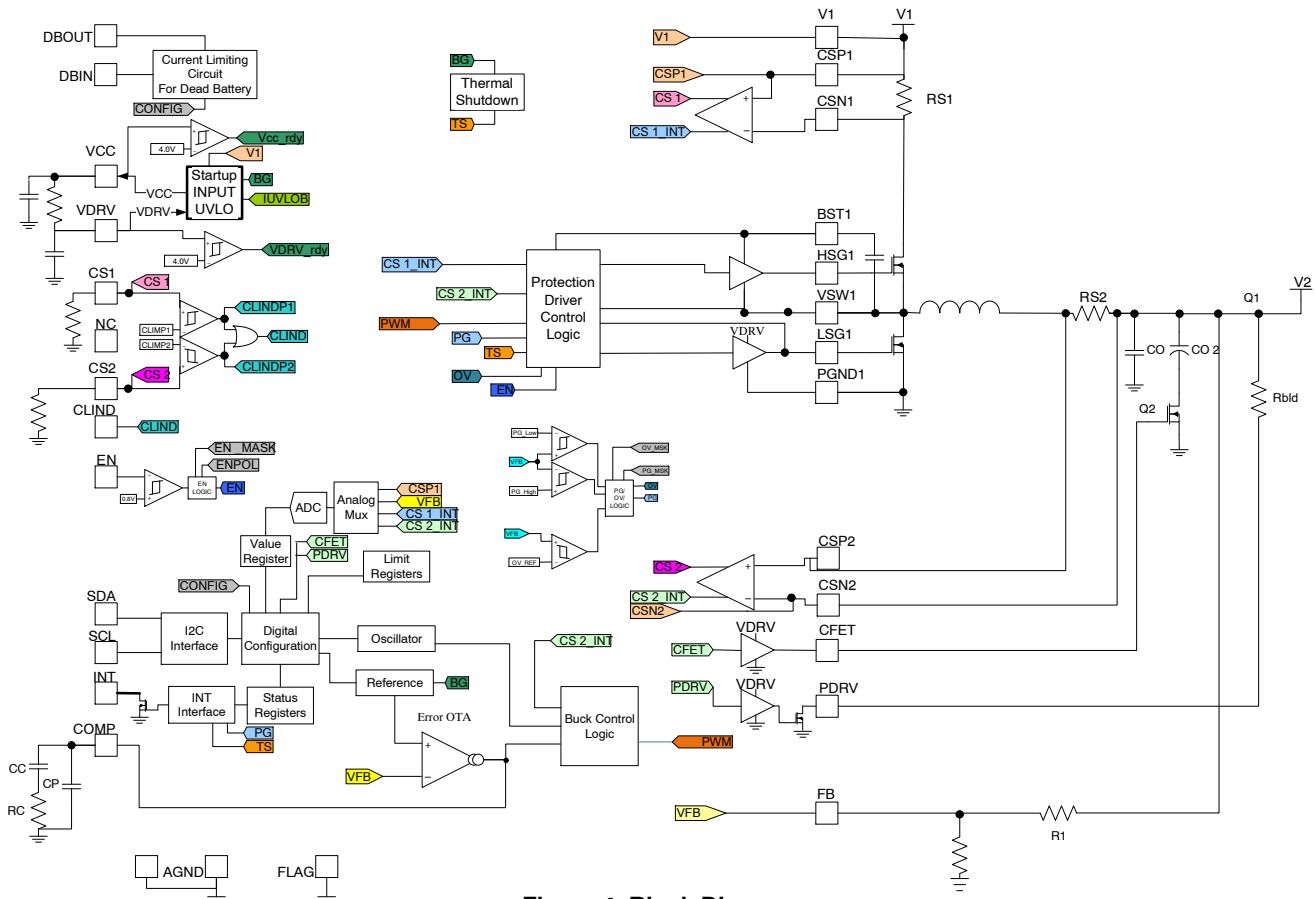 DBOUT
DBIN
Current Limiting
Circuit
For Dead Battery
CONFIG
Vcc_rdy
4.0V
V1
VCC
VCC
Startup
INPUT
UVLO
BG
IUVLOB
VDRV
VDRV
VDRV_rdy
4.0V
CS1
CS 1
CLINDP1
CLIMP1
CLIND
NC
CLIMP2
CLINDP2
CS2
CS 2
CLIND
CLIND
EN_MASK
ENPOL
EN
EN
LOGIC
EN
0.8V
BG
Thermal
Shutdown
TS
V1
V1
V1
CSP1
CSP1
CS 1
+
CSN1
CS 1_INT
−
RS1
BST1
CS 1_INT
HSG1
Protection
Driver
Control
Logic
CS 2_INT
VSW1
PWM
VDRV
PG
LSG1
TS
OV
PGND1
EN
RS2
Q1
V2
CO
CO 2
Rbld
Q2
PG_Low
OV_MSK
VFB
PG_MSK
PG_High
PG/
OV/
LOGIC
OV
PG
VFB
OV_REF
ADC
Analog
Mux
CSP1
VFB
CS 1_INT
CS 2_INT
Value
Register
CFET
PDRV
Limit
Registers
CONFIG
SDA
SCL
I2C
Interface
Digital
Configuration
Oscillator
Reference
BG
INT
INT
Interface
Status
Registers
PG
TS
Error OTA
+
−
VFB
COMP
CC
CP
RC
CS 2_INT
Buck Control
Logic
PWM
CSP2
CS 2
+
CSN2
CS 2_INT
−
CSN2
VDRV
CFET
CFET
VDRV
PDRV
PDRV
FB
VFB
R1
AGND
FLAG